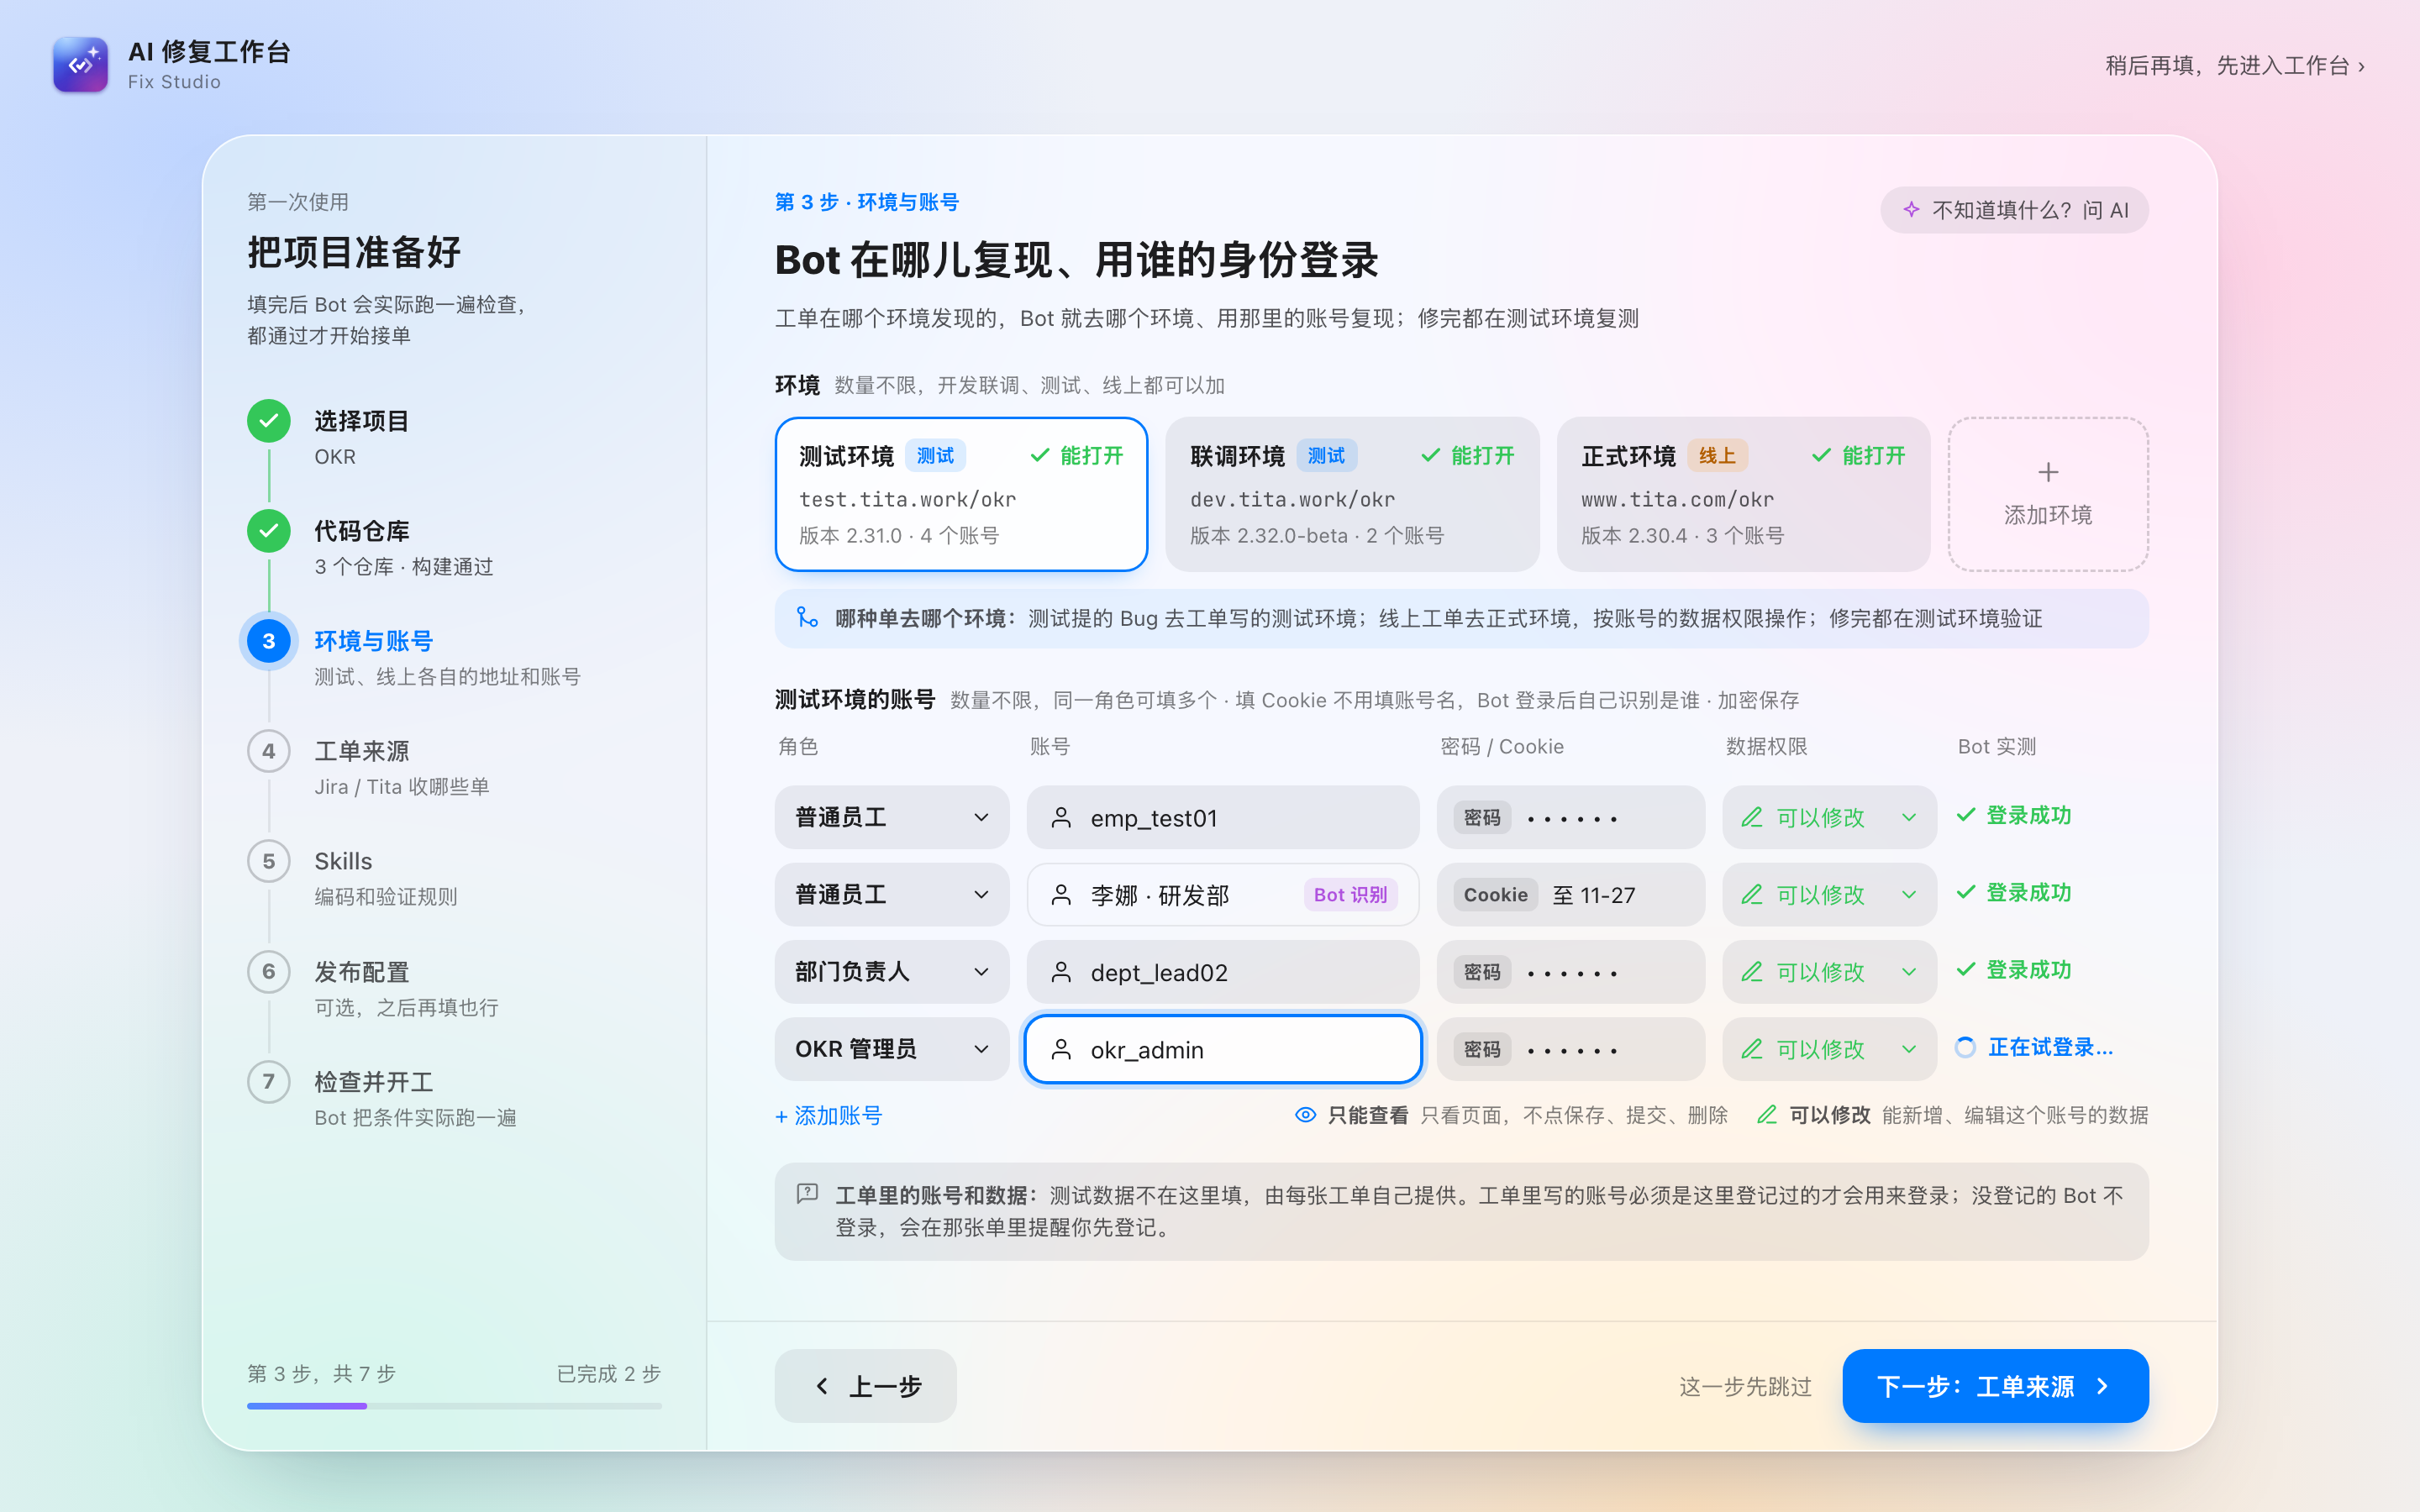 AI 修复工作台
Fix Studio
稍后再填，先进入工作台 ›
第一次使用
把项目准备好
填完后 Bot 会实际跑一遍检查，
都通过才开始接单
选择项目
OKR
代码仓库
3 个仓库 · 构建通过
3
环境与账号
测试、线上各自的地址和账号
4
工单来源
Jira / Tita 收哪些单
5
Skills
编码和验证规则
6
发布配置
可选，之后再填也行
7
检查并开工
Bot 把条件实际跑一遍
第 3 步，共 7 步
已完成 2 步
第 3 步 · 环境与账号
不知道填什么？问 AI
Bot 在哪儿复现、用谁的身份登录
工单在哪个环境发现的，Bot 就去哪个环境、用那里的账号复现；修完都在测试环境复测
环境 数量不限，开发联调、测试、线上都可以加
测试环境 测试 能打开
test.tita.work/okr
版本 2.31.0 · 4 个账号
联调环境 测试 能打开
dev.tita.work/okr
版本 2.32.0-beta · 2 个账号
正式环境 线上 能打开
www.tita.com/okr
版本 2.30.4 · 3 个账号
+
添加环境
哪种单去哪个环境：测试提的 Bug 去工单写的测试环境；线上工单去正式环境，按账号的数据权限操作；修完都在测试环境验证
测试环境的账号 数量不限，同一角色可填多个 · 填 Cookie 不用填账号名，Bot 登录后自己识别是谁 · 加密保存
角色 账号 密码 / Cookie 数据权限 Bot 实测
普通员工 emp_test01 密码 •••••• 可以修改 登录成功
普通员工 李娜 · 研发部 Bot 识别 Cookie 至 11-27 可以修改 登录成功
部门负责人 dept_lead02 密码 •••••• 可以修改 登录成功
OKR 管理员 okr_admin 密码 •••••• 可以修改 正在试登录...
+ 添加账号
只能查看 只看页面，不点保存、提交、删除 可以修改 能新增、编辑这个账号的数据
工单里的账号和数据：测试数据不在这里填，由每张工单自己提供。工单里写的账号必须是这里登记过的才会用来登录；没登记的 Bot 不
登录，会在那张单里提醒你先登记。
上一步
这一步先跳过
下一步：工单来源